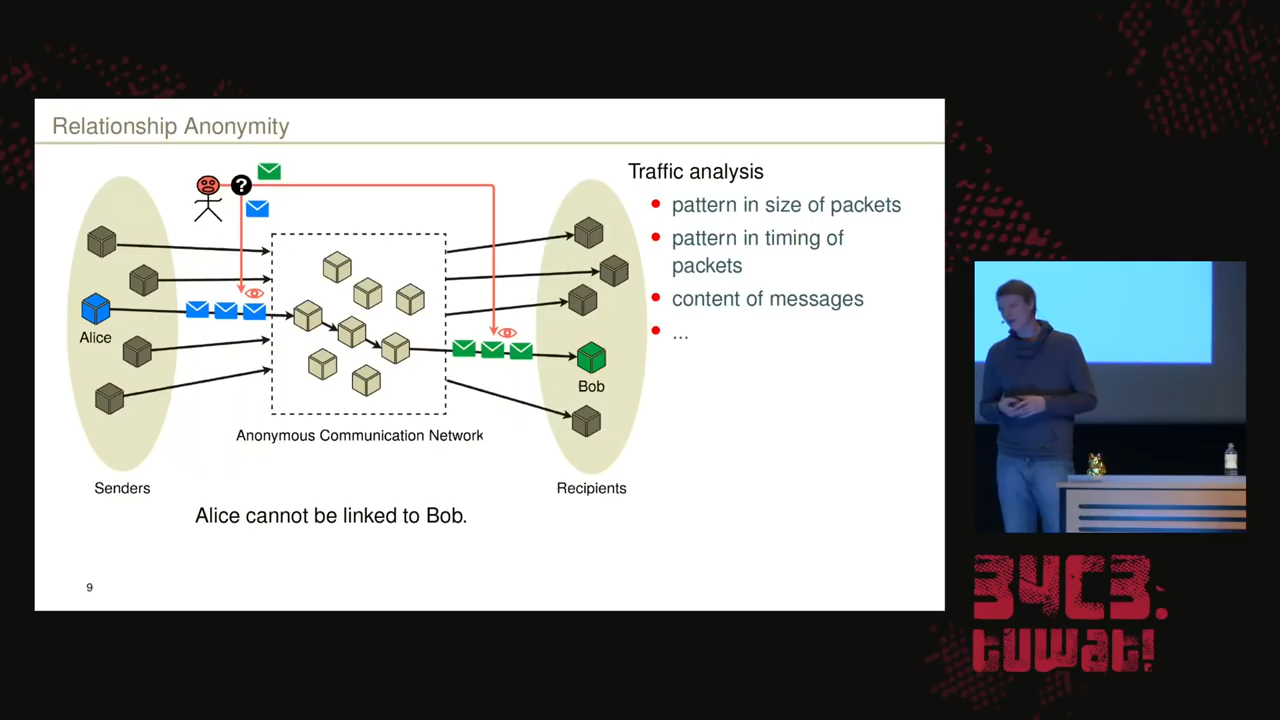 Relationship Anonymity
?
Alice
Anonymous Communication Network
Bob
Senders
Recipients
Alice cannot be linked to Bob.
Traffic analysis
pattern in size of packets
pattern in timing of
packets
content of messages
...
9
34C3.
tuwat!